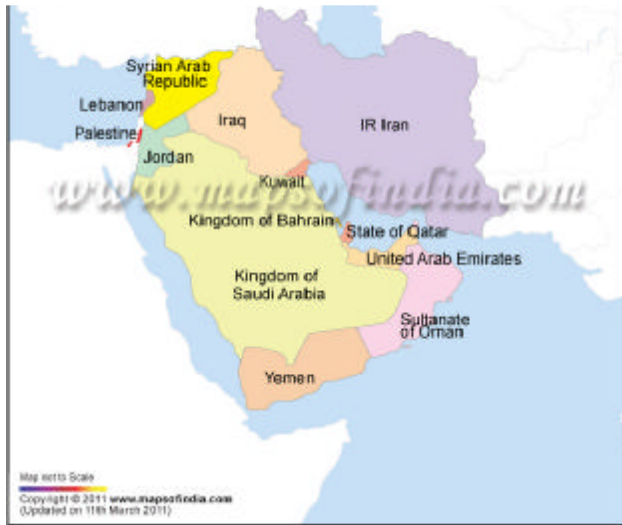 Syrian Arab
Republic
Lebanon
Iraq
IR Iran
Palestine
Jordan
Kuwait
www.mapsofindia.com
Kingdom of Bahrain
State of Qatar
United Arab Emirates
Kingdom of
Saudi Arabia
Sultanate
of Oman
Yemen
Map not to Scale
Copyright © 2011 www.mapsofindia.com
(Updated on 11th March 2011)